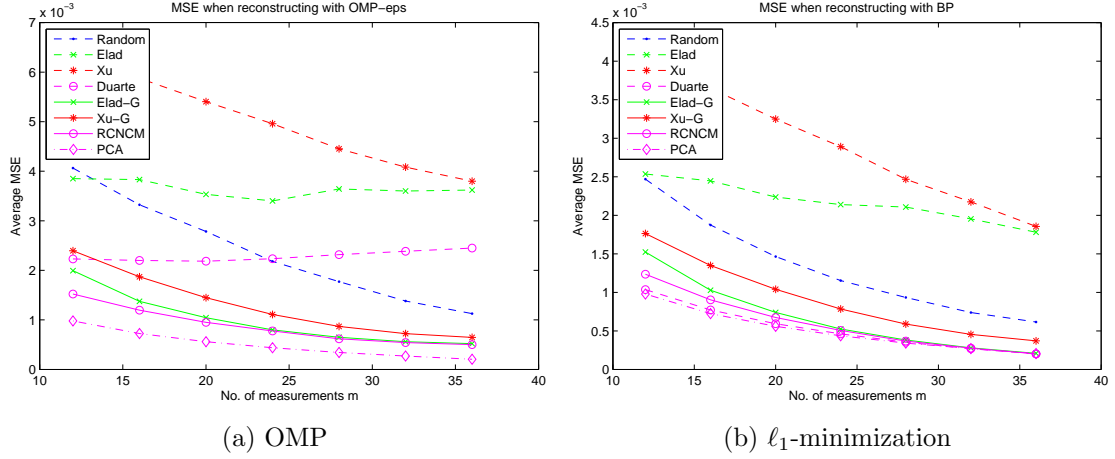 MSE when reconstructing with OMP−eps
x 10−3
7
6
5
4
3
2
1
0
Average MSE
Random
Elad
Xu
Duarte
Elad−G
Xu−G
RCNCM
PCA
10 15 20 25 30 35 40
No. of measurements m
(a) OMP
MSE when reconstructing with BP
x 10−3
4.5
4
3.5
3
2.5
2
1.5
1
0.5
0
Average MSE
Random
Elad
Xu
Duarte
Elad−G
Xu−G
RCNCM
PCA
10 15 20 25 30 35 40
No. of measurements m
(b) ℓ1-minimization